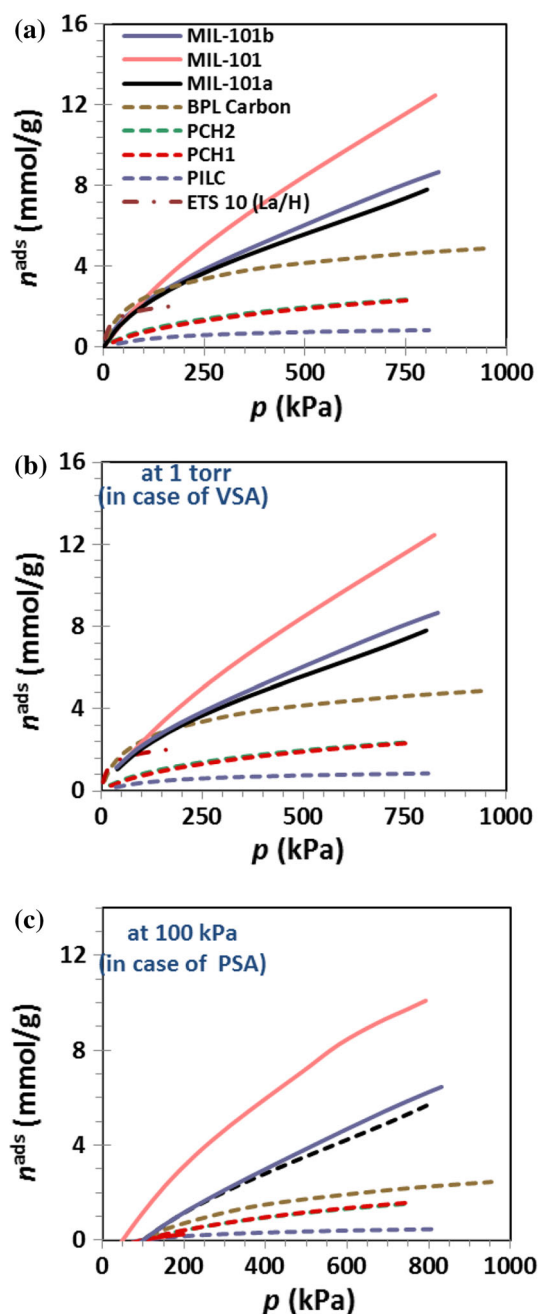 (a)
16
12
8
4
0
n^ads (mmol/g)
MIL-101b
MIL-101
MIL-101a
BPL Carbon
PCH2
PCH1
PILC
ETS 10 (La/H)
0 250 500 750 1000
p (kPa)
(b)
16
12
8
4
0
n^ads (mmol/g)
at 1 torr
(in case of VSA)
0 250 500 750 1000
p (kPa)
(c)
12
8
4
0
n^ads (mmol/g)
at 100 kPa
(in case of PSA)
0 200 400 600 800 1000
p (kPa)